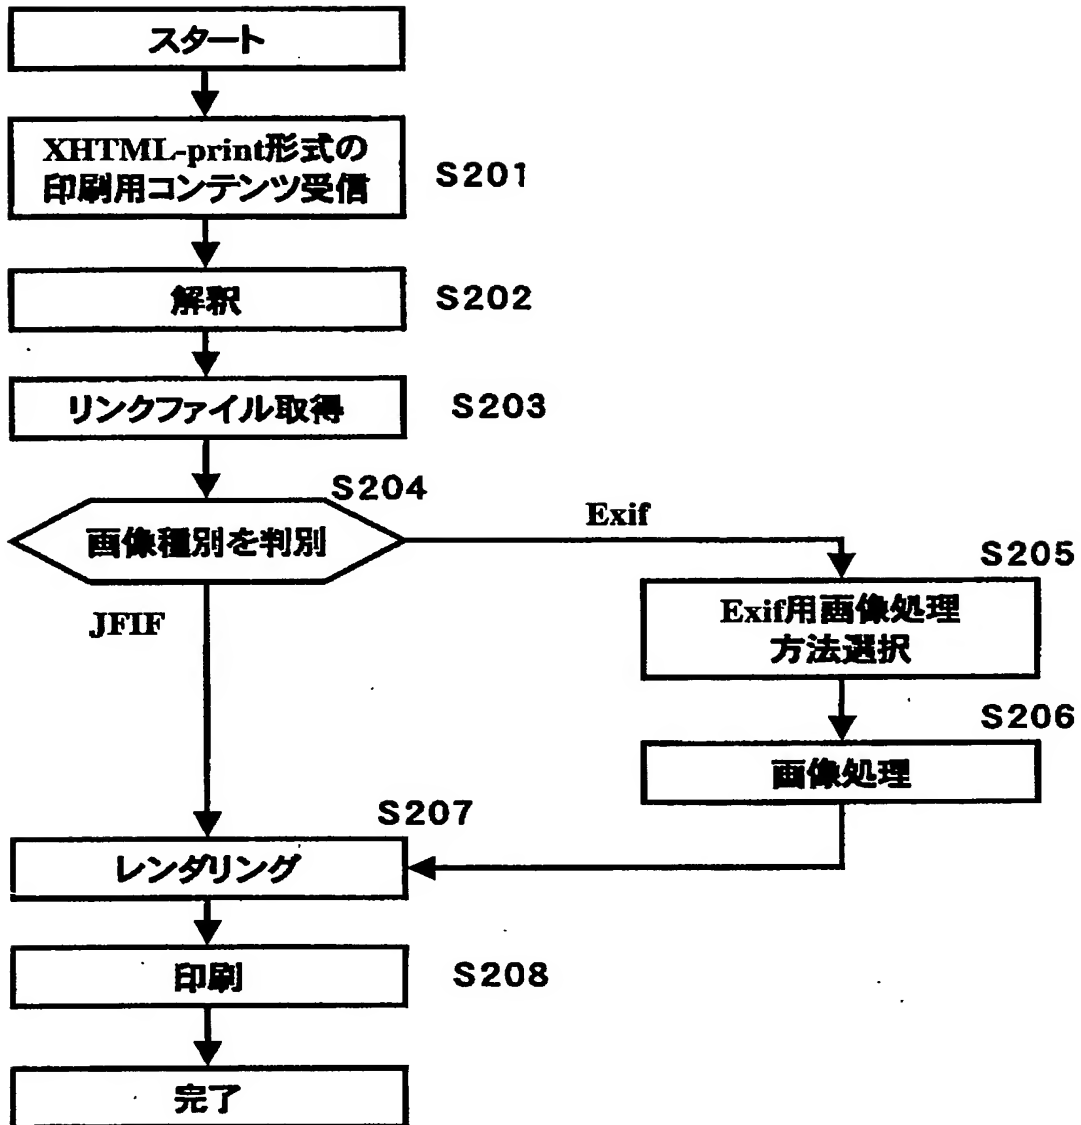 スタート
XHTML-print形式の
印刷用コンテンツ受信
S201
解釈
S202
リンクファイル取得
S203
S204
画像種別を判別
Exif
JFIF
S205
Exif用画像処理
方法選択
S206
画像処理
S207
レンダリング
印刷
S208
完了